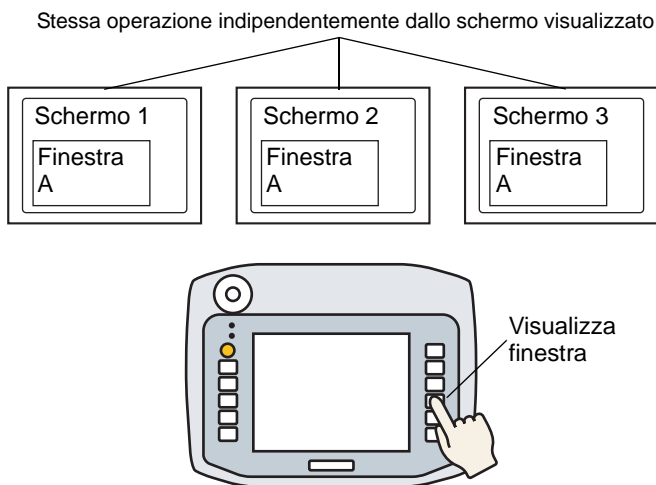 Stessa operazione indipendentemente dallo schermo visualizzato
Schermo 1
Finestra
A
Schermo 2
Finestra
A
Schermo 3
Finestra
A
Visualizza
finestra